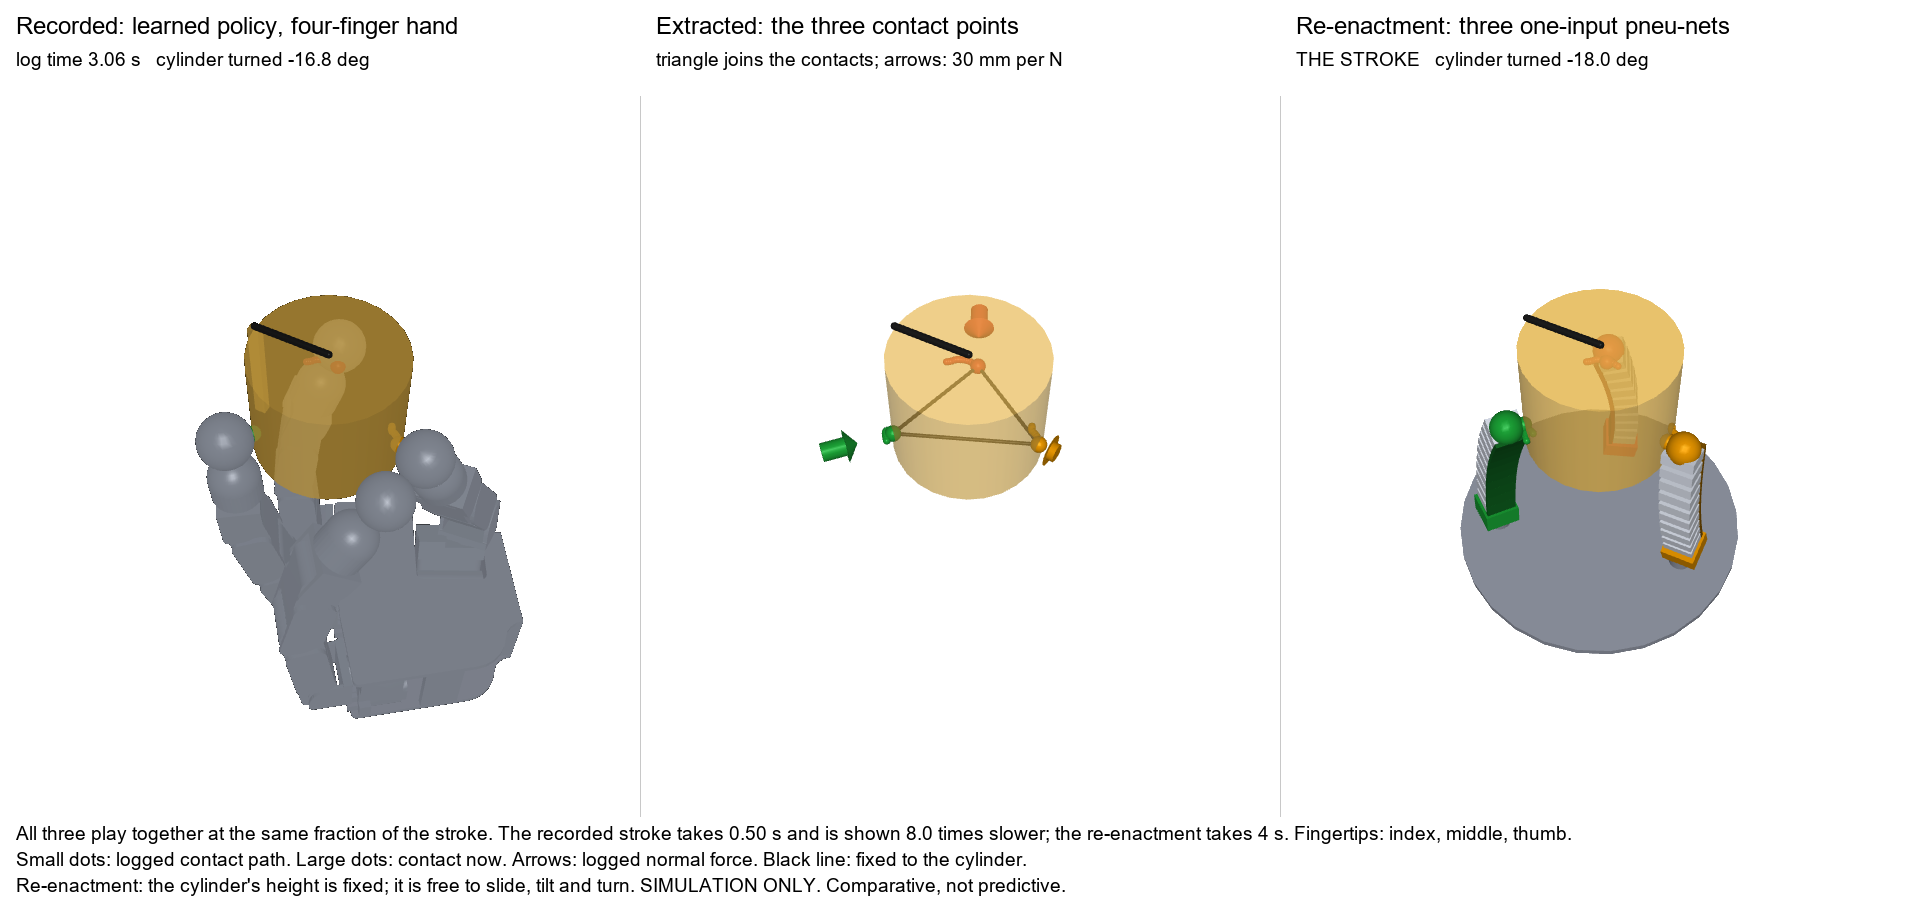 Recorded: learned policy, four-finger hand
log time 3.06 s   cylinder turned -16.8 deg
Extracted: the three contact points
triangle joins the contacts; arrows: 30 mm per N
Re-enactment: three one-input pneu-nets
THE STROKE   cylinder turned -18.0 deg
All three play together at the same fraction of the stroke. The recorded stroke takes 0.50 s and is shown 8.0 times slower; the re-enactment takes 4 s. Fingertips: index, middle, thumb.
Small dots: logged contact path. Large dots: contact now. Arrows: logged normal force. Black line: fixed to the cylinder.
Re-enactment: the cylinder's height is fixed; it is free to slide, tilt and turn. SIMULATION ONLY. Comparative, not predictive.